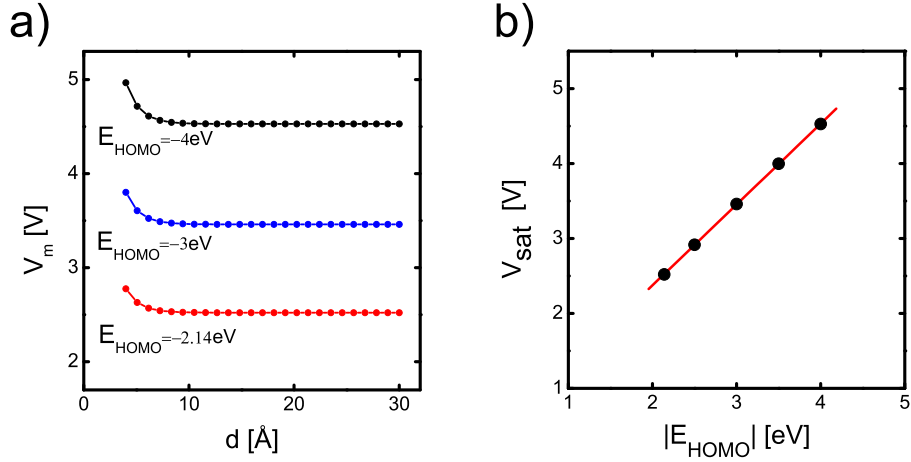 a)
5
4
3
2
V_m [V]
E_HOMO=−4eV
E_HOMO=−3eV
E_HOMO=−2.14eV
0
10
20
30
d [Å]
b)
5
4
3
2
1
V_sat [V]
1
2
3
4
5
|E_HOMO| [eV]